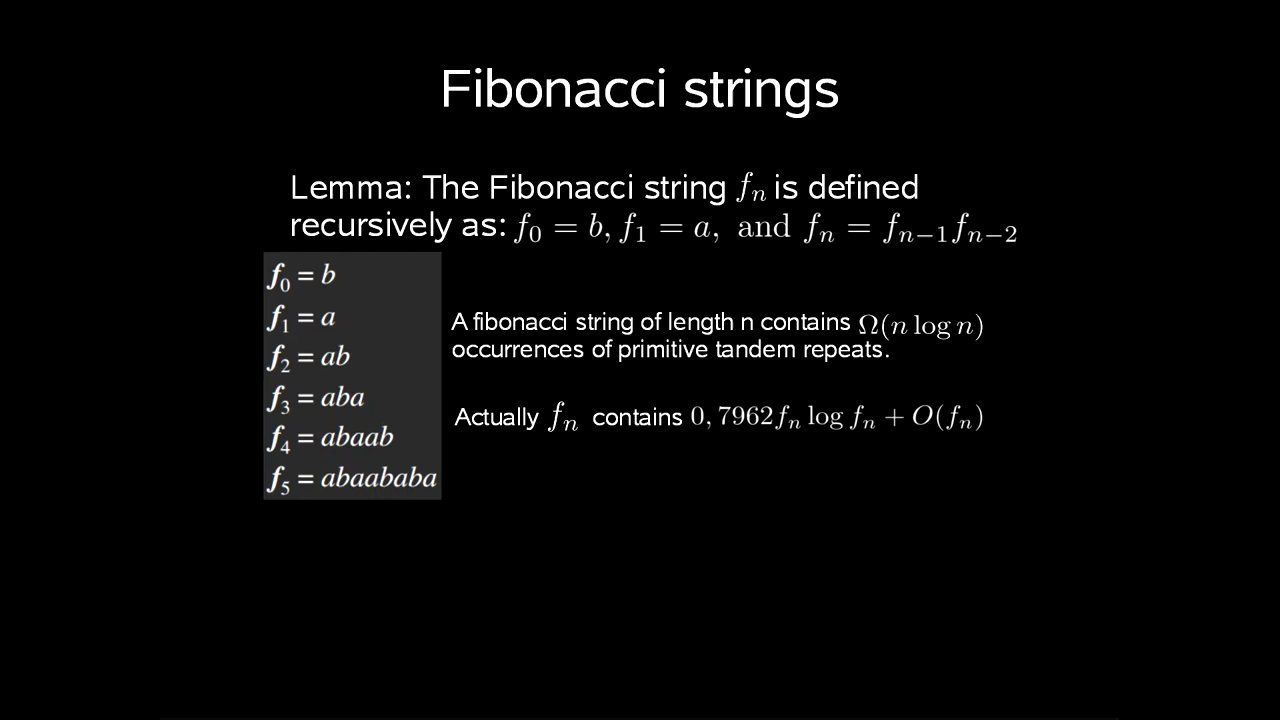 Fibonacci strings
Lemma: The Fibonacci string fₙ is defined
recursively as: f₀ = b, f₁ = a, and fₙ = fₙ₋₁fₙ₋₂
f₀ = b
f₁ = a
f₂ = ab
f₃ = aba
f₄ = abaab
f₅ = abaababa
A fibonacci string of length n contains Ω(n log n)
occurrences of primitive tandem repeats.
Actually fₙ contains 0, 7962fₙ log fₙ + O(fₙ)